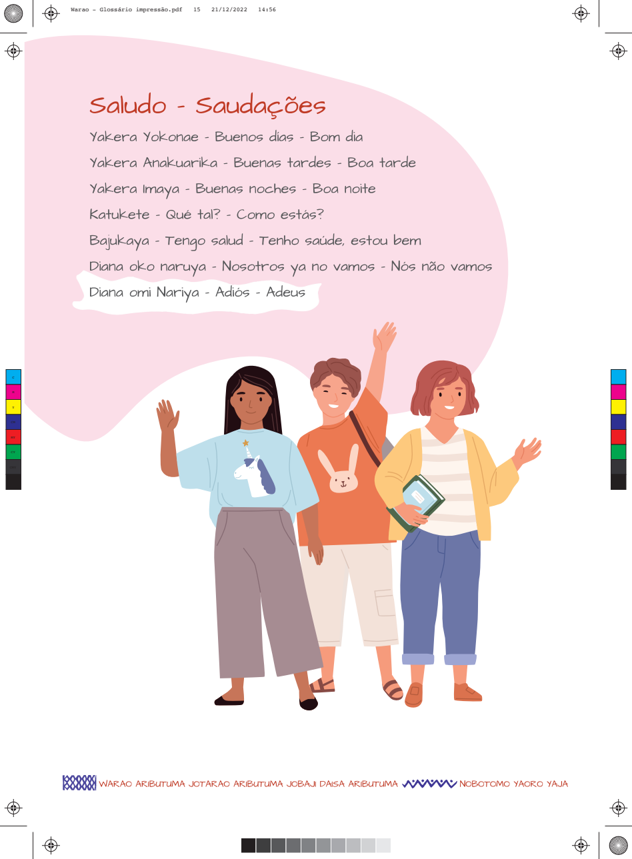 Warao - Glossário impressão.pdf 15 21/12/2022 14:56
Saludo - Saudações
Yakera Yokonae - Buenos días - Bom dia
Yakera Anakuarika - Buenas tardes - Boa tarde
Yakera Imaya - Buenas noches - Boa noite
Katukete - Qué tal? - Como estás?
Bajukaya - Tengo salud - Tenho saúde, estou bem
Diana oko naruya - Nosotros ya no vamos - Nós não vamos
Diana omi Nariya - Adiós - Adeus
WARAO ARIBUTUMA JOTARAO ARIBUTUMA JOBAJI DAISA ARIBUTUMA NOBOTOMO YAORO YAJA